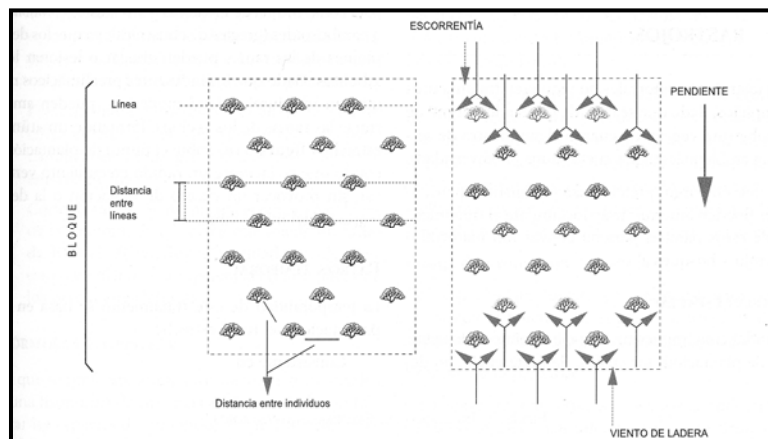 ESCORRENTÍA
Línea
PENDIENTE
Distancia
entre
líneas
BLOQUE
Distancia entre individuos
VIENTO DE LADERA